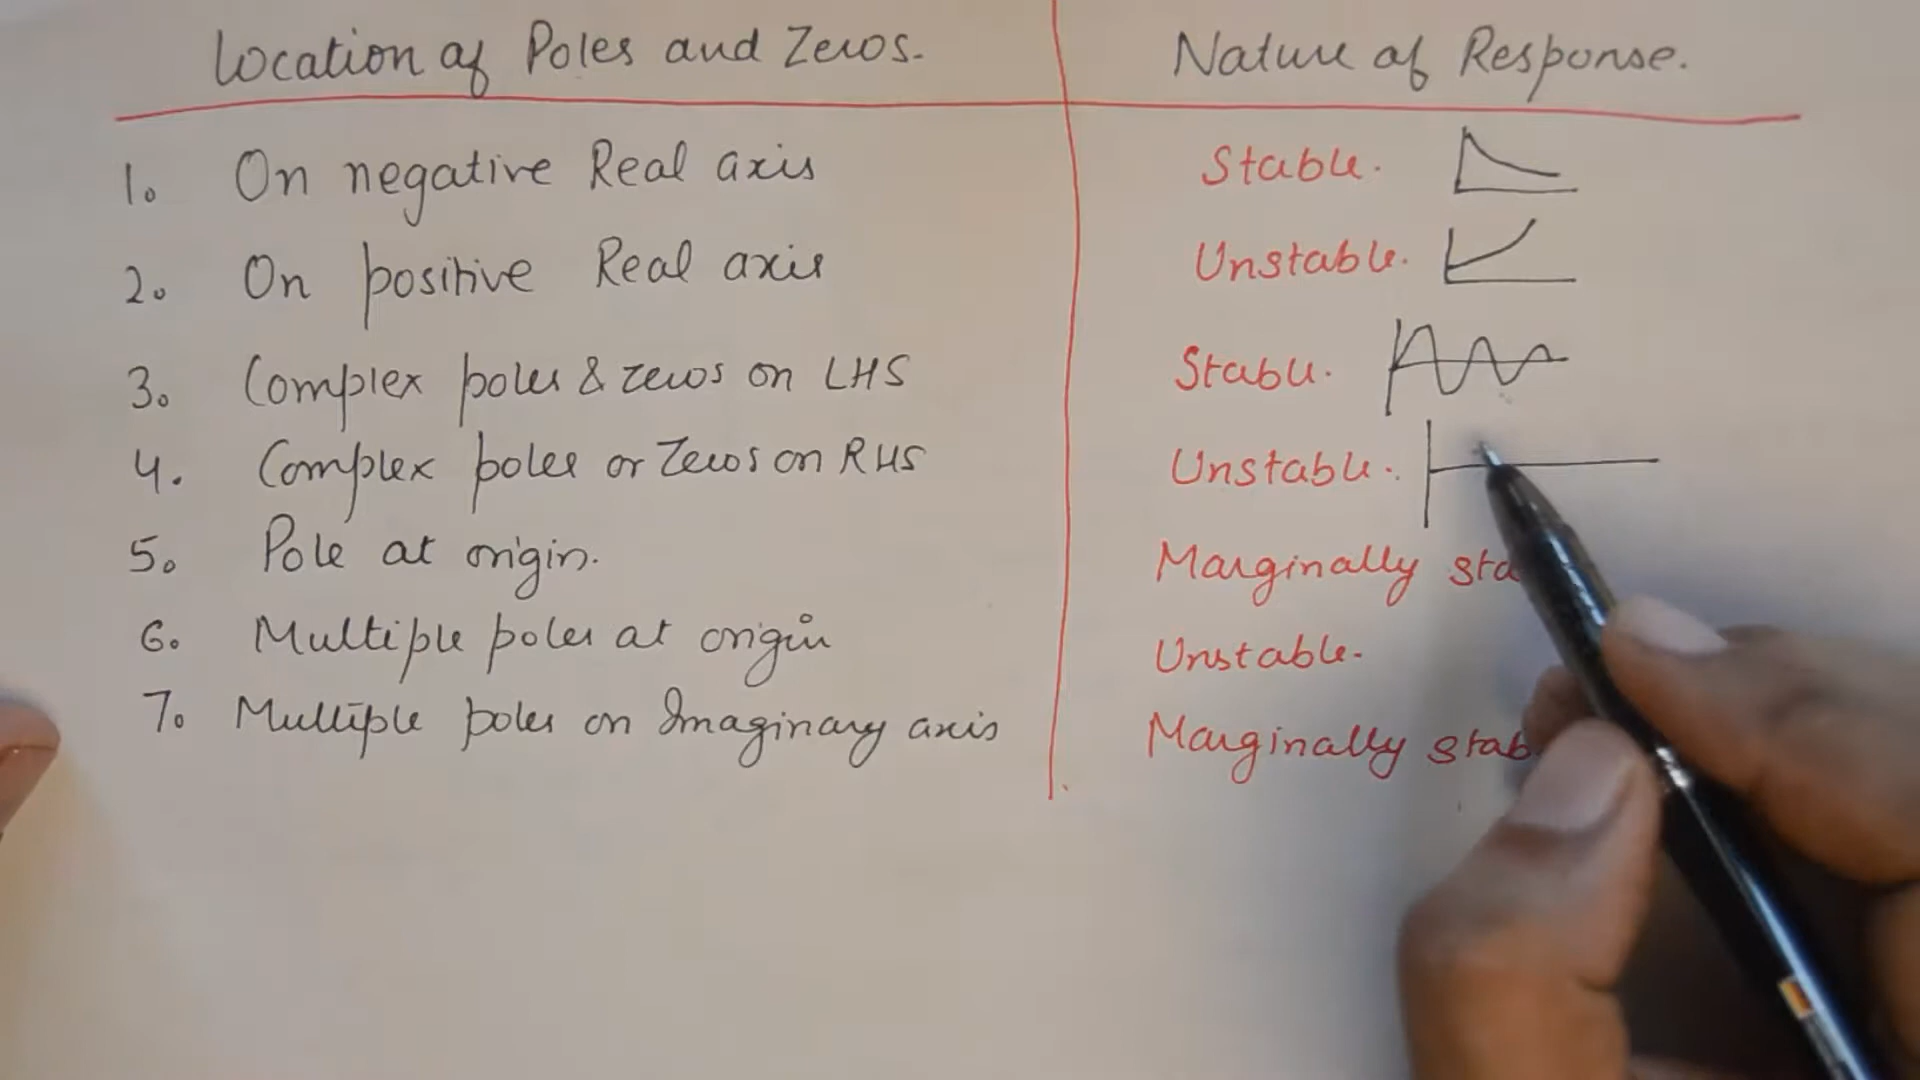 Location of Poles and Zeros. Nature of Response.
1. On negative Real axis Stable.
2. On positive Real axis Unstable.
3. Complex poles & zeros on LHS Stable.
4. Complex poles or Zeros on RHS Unstable.
5. Pole at origin. Marginally sta
6. Multiple poles at origin Unstable.
7. Multiple poles on Imaginary axis Marginally stab